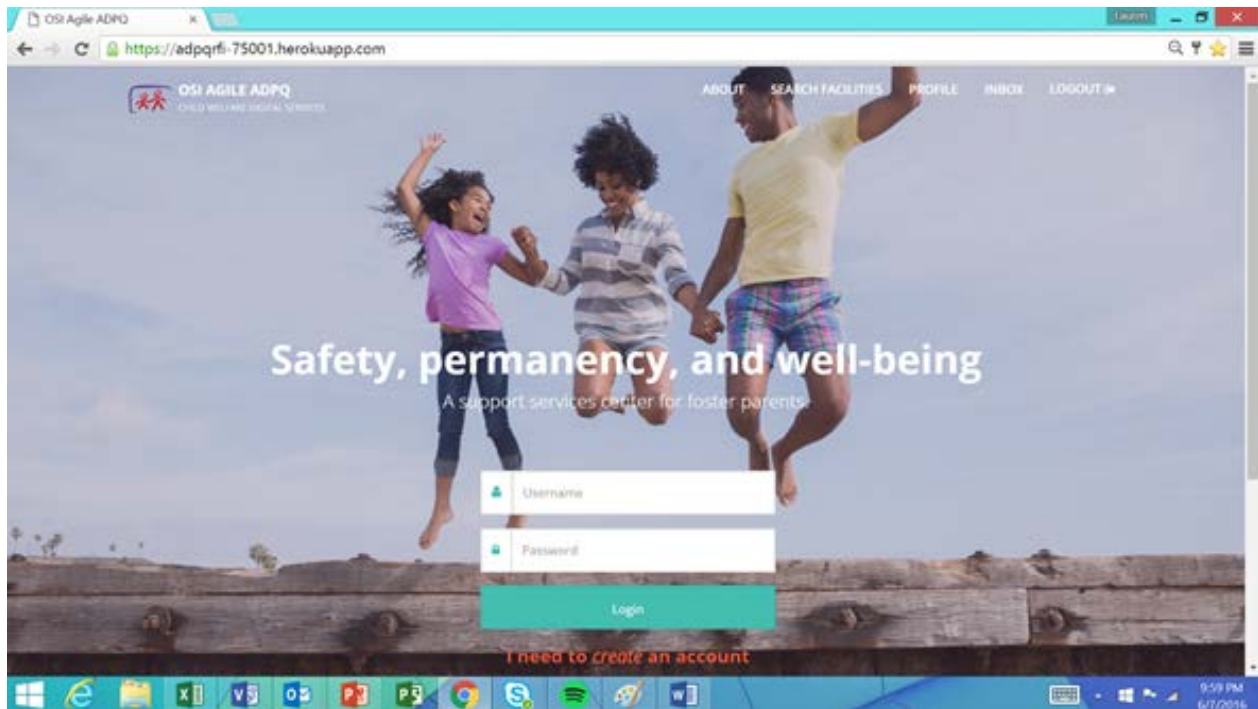 OSI Agile ADPQ
https://adpqrfi-75001.herokuapp.com
OSI AGILE ADPQ
CHILD WELFARE DIGITAL SERVICES
ABOUT SEARCH FACILITIES PROFILE INBOX LOGOUT
Safety, permanency, and well-being
A support services center for foster parents.
Username
Password
Login
I need to create an account
9:59 PM
6/7/2016